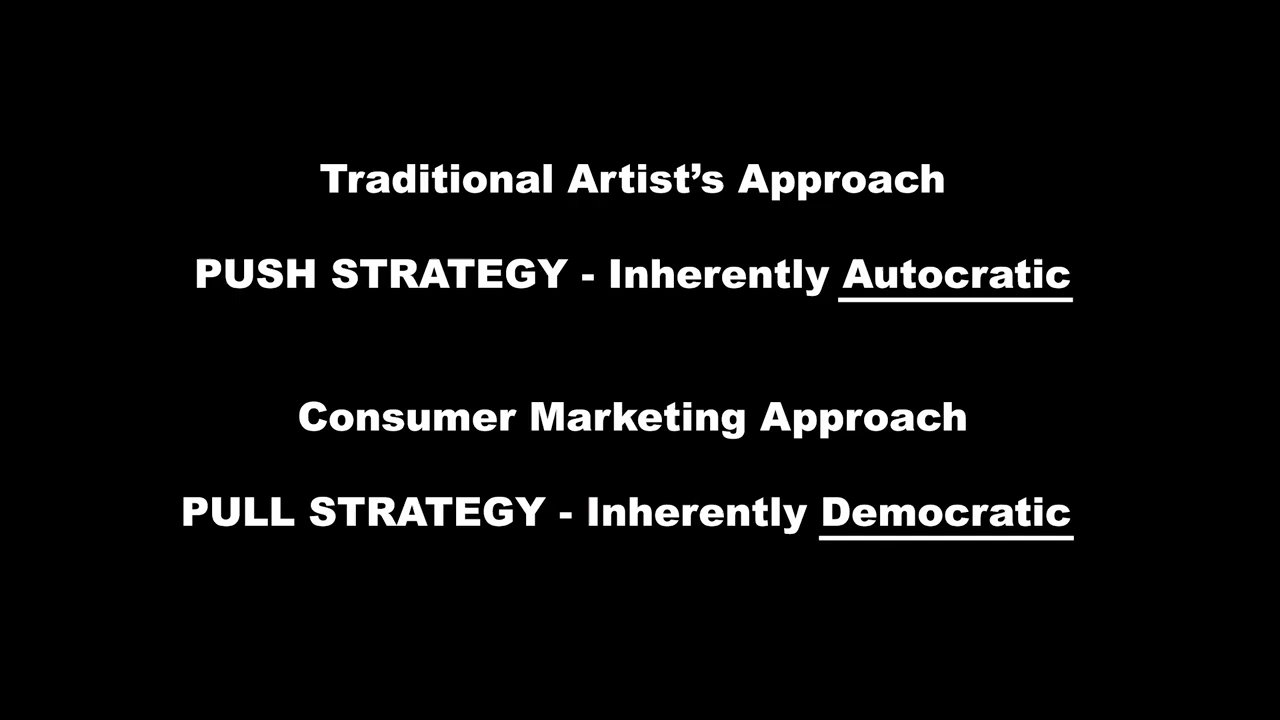 Traditional Artist’s Approach
PUSH STRATEGY - Inherently Autocratic
Consumer Marketing Approach
PULL STRATEGY - Inherently Democratic